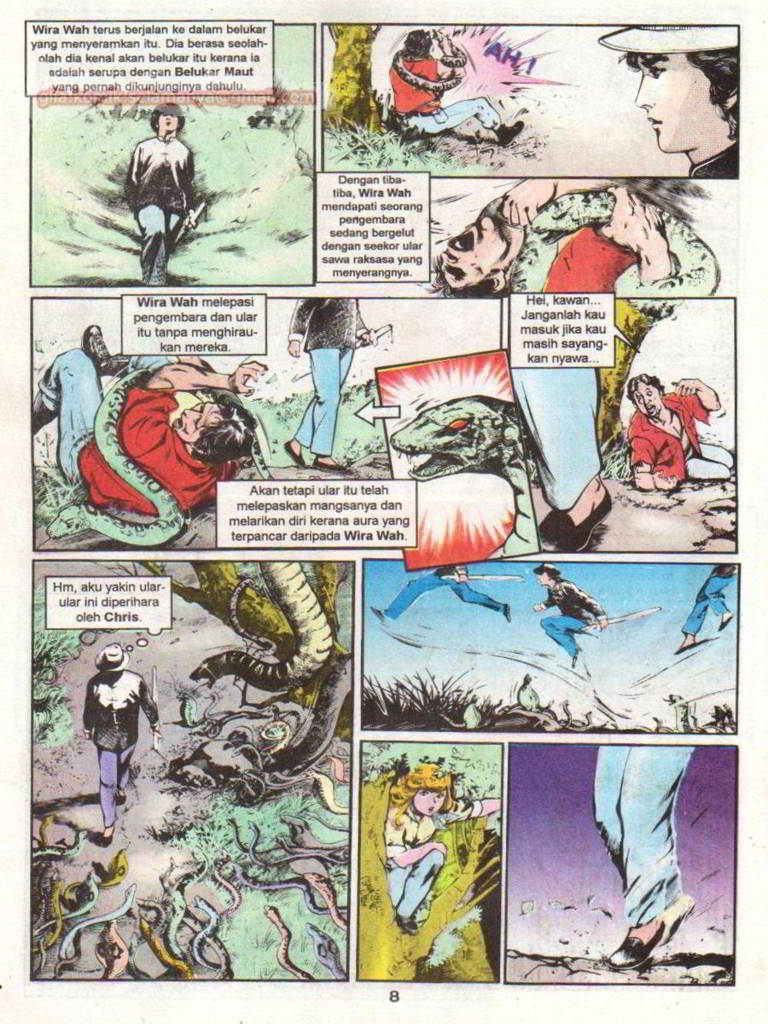 Wira Wah terus berjalan ke dalam belukar
yang menyeramkan itu. Dia berasa seolah-
olah dia kenal akan belukar itu kerana ia
adalah serupa dengan Belukar Maut
yang pernah dikunjunginya dahulu.
AH!
Dengan tiba-
tiba, Wira Wah
mendapati seorang
pengembara
sedang bergelut
dengan seekor ular
sawa raksasa yang
menyerangnya.
Wira Wah melepasi
pengembara dan ular
itu tanpa menghirau-
kan mereka.
Hei, kawan...
Janganlah kau
masuk jika kau
masih sayang-
kan nyawa...
Akan tetapi ular itu telah
melepaskan mangsanya dan
melarikan diri kerana aura yang
terpancar daripada Wira Wah.
Hm, aku yakin ular-
ular ini diperihara
oleh Chris.
8